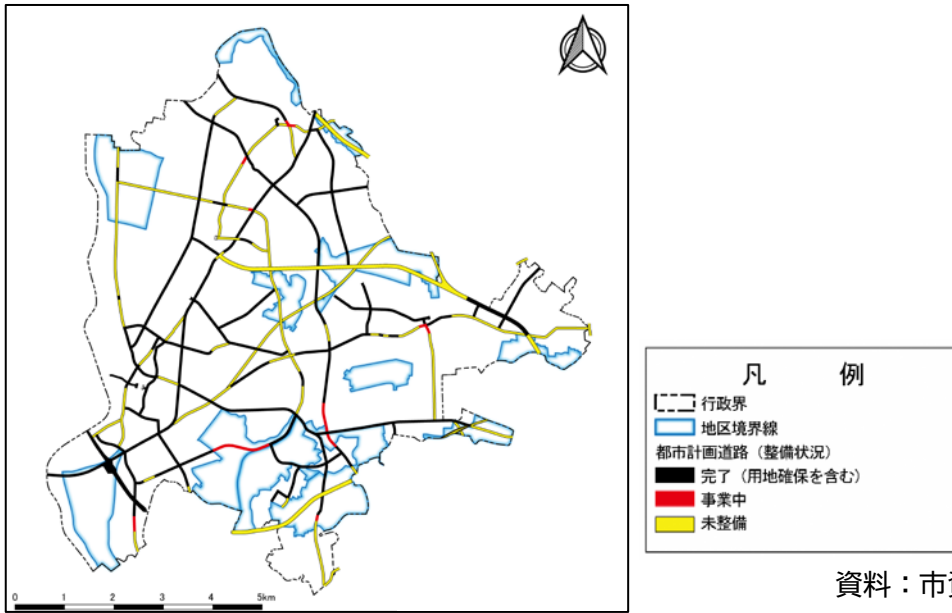 0 1 2 3 4 5km
凡 例
行政界
地区境界線
都市計画道路（整備状況）
完了（用地確保を含む）
事業中
未整備
資料：市